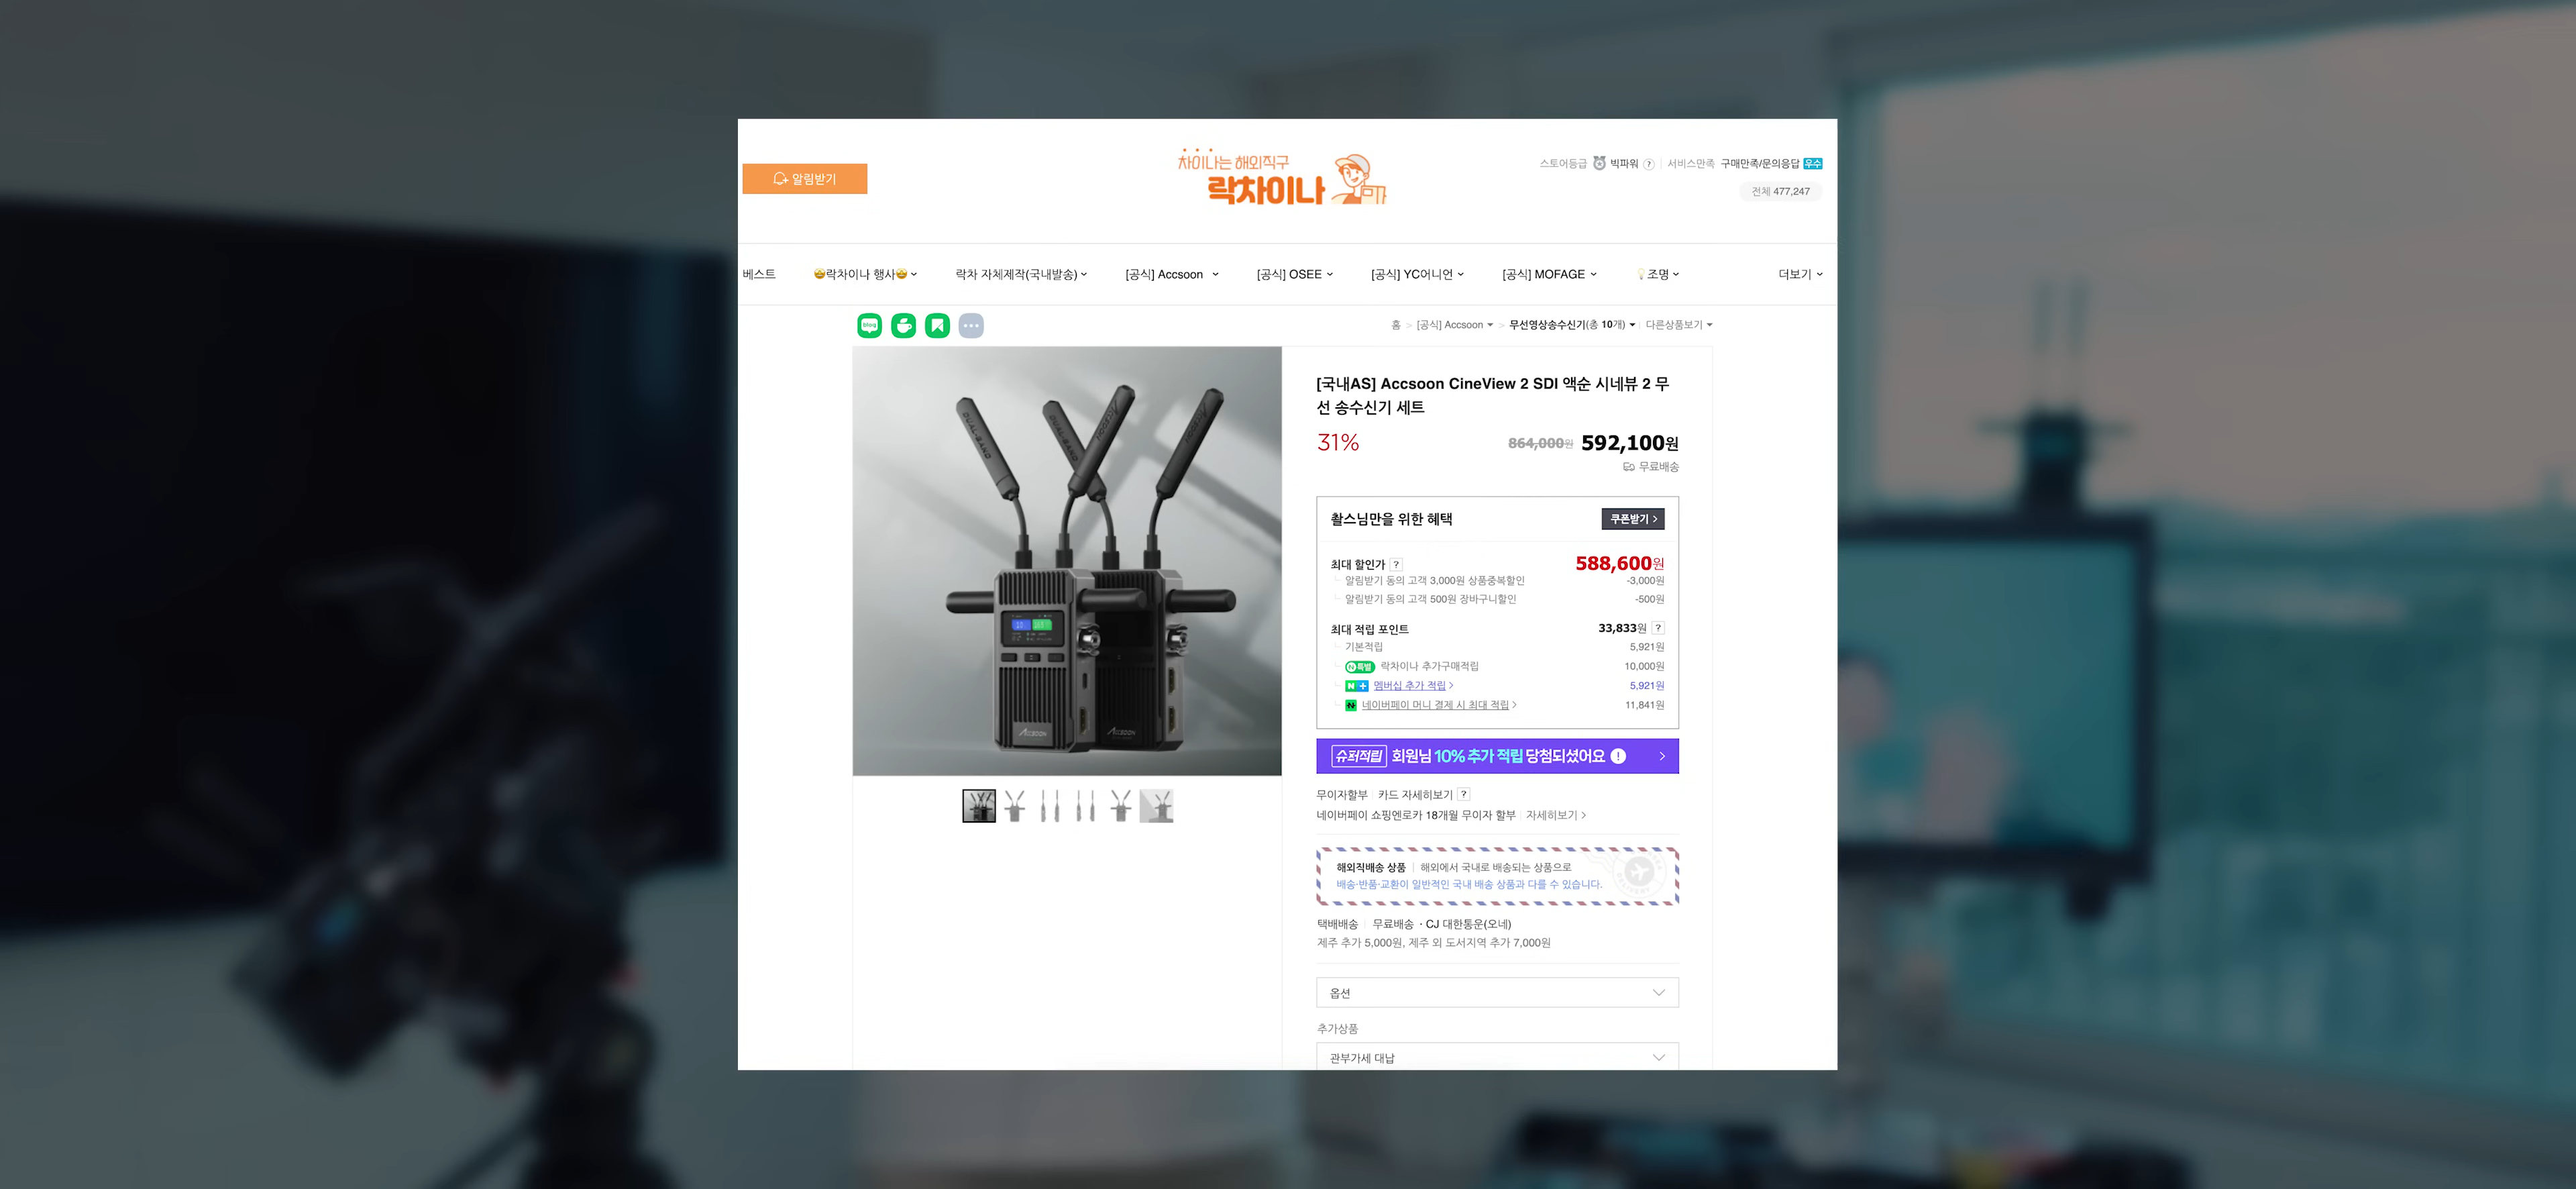 알림받기
차이나는 해외직구
락차이나
스토어등급 빅파워 ? 서비스만족 구매만족/문의응답 우수
전체 477,247
베스트 락차이나 행사 락차 자체제작(국내발송) [공식] Accsoon [공식] OSEE [공식] YC어니언 [공식] MOFAGE 조명 더보기
blog
홈 > [공식] Accsoon > 무선영상송수신기(총 10개) 다른상품보기
DUAL-BAND DUAL-BAND ACCSOON ACCSOON
ACCSOON ACCSOON
[국내AS] Accsoon CineView 2 SDI 액순 시네뷰 2 무
선 송수신기 세트
31% 864,000원 592,100원
무료배송
촬스님만을 위한 혜택 쿠폰받기 >
최대 할인가 ? 588,600원
알림받기 동의 고객 3,000원 상품중복할인 -3,000원
알림받기 동의 고객 500원 장바구니할인 -500원
최대 적립 포인트 33,833원 ?
기본적립 5,921원
N특별 락차이나 추가구매적립 10,000원
N+ 멤버십 추가 적립 > 5,921원
N 네이버페이 머니 결제 시 최대 적립 > 11,841원
슈퍼적립 회원님 10% 추가 적립 당첨되셨어요 ! >
무이자할부 카드 자세히보기 ?
네이버페이 쇼핑엔로카 18개월 무이자 할부 자세히보기 >
해외직배송 상품 해외에서 국내로 배송되는 상품으로
배송·반품·교환이 일반적인 국내 배송 상품과 다를 수 있습니다.
DELIVERY
택배배송 무료배송 · CJ 대한통운(오네)
제주 추가 5,000원, 제주 외 도서지역 추가 7,000원
옵션
추가상품
관부가세 대납